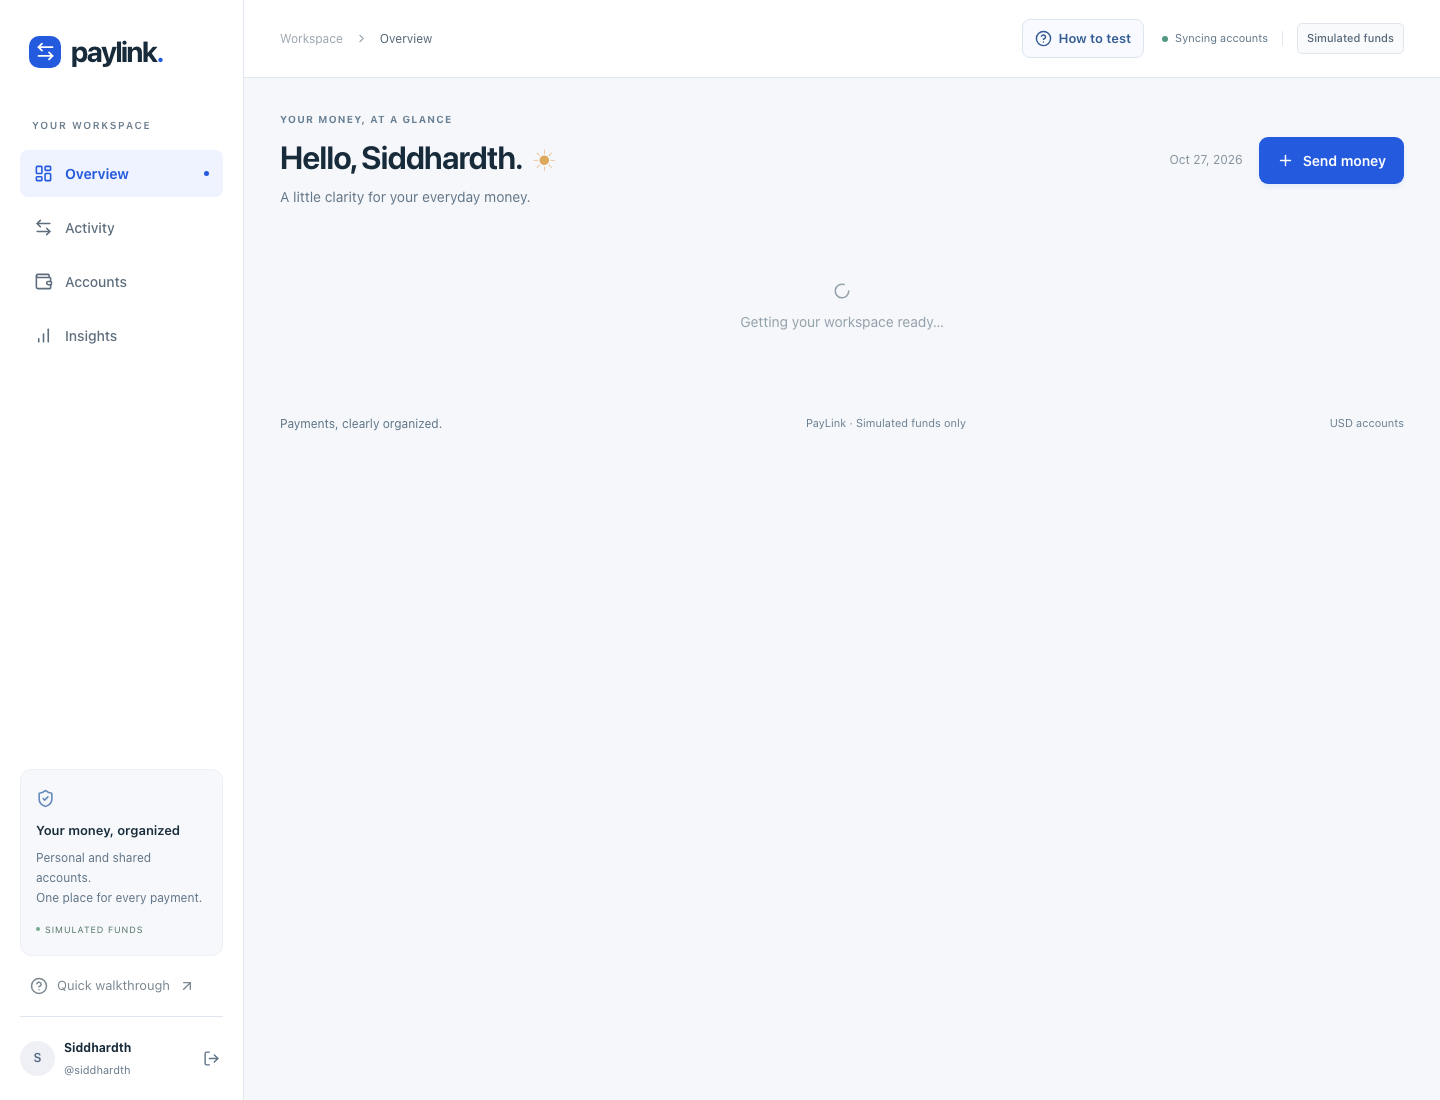 paylink.
YOUR WORKSPACE
Overview
Activity
Accounts
Insights
Your money, organized
Personal and shared
accounts.
One place for every payment.
SIMULATED FUNDS
Quick walkthrough
S
Siddhardth
@siddhardth
Workspace
Overview
How to test
Syncing accounts
Simulated funds
YOUR MONEY, AT A GLANCE
Hello, Siddhardth.
A little clarity for your everyday money.
Oct 27, 2026
Send money
Getting your workspace ready...
Payments, clearly organized.
PayLink · Simulated funds only
USD accounts